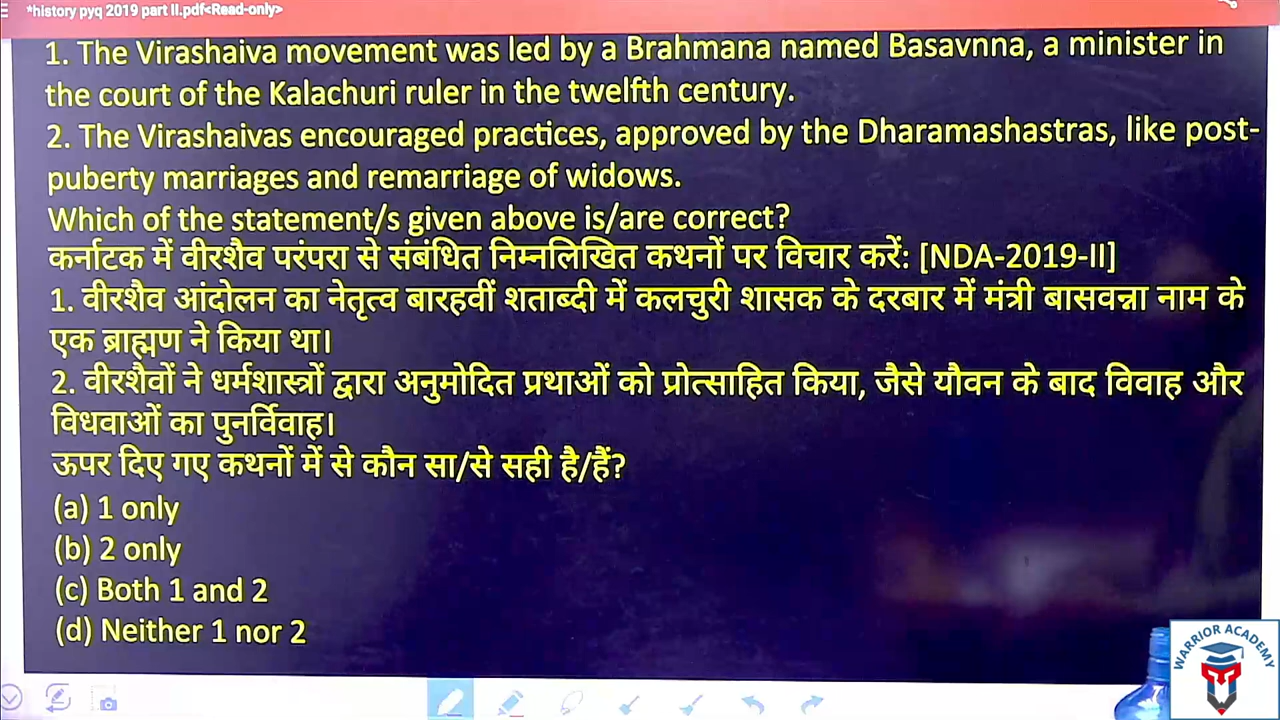 *history pyq 2019 part II.pdf<Read-only>
1. The Virashaiva movement was led by a Brahmana named Basavnna, a minister in
the court of the Kalachuri ruler in the twelfth century.
2. The Virashaivas encouraged practices, approved by the Dharamashastras, like post-
puberty marriages and remarriage of widows.
Which of the statement/s given above is/are correct?
कर्नाटक में वीरशैव परंपरा से संबंधित निम्नलिखित कथनों पर विचार करें: [NDA-2019-II]
1. वीरशैव आंदोलन का नेतृत्व बारहवीं शताब्दी में कलचुरी शासक के दरबार में मंत्री बासवन्ना नाम के
एक ब्राह्मण ने किया था।
2. वीरशैवों ने धर्मशास्त्रों द्वारा अनुमोदित प्रथाओं को प्रोत्साहित किया, जैसे यौवन के बाद विवाह और
विधवाओं का पुनर्विवाह।
ऊपर दिए गए कथनों में से कौन सा/से सही है/हैं?
(a) 1 only
(b) 2 only
(c) Both 1 and 2
(d) Neither 1 nor 2
WARRIOR ACADEMY